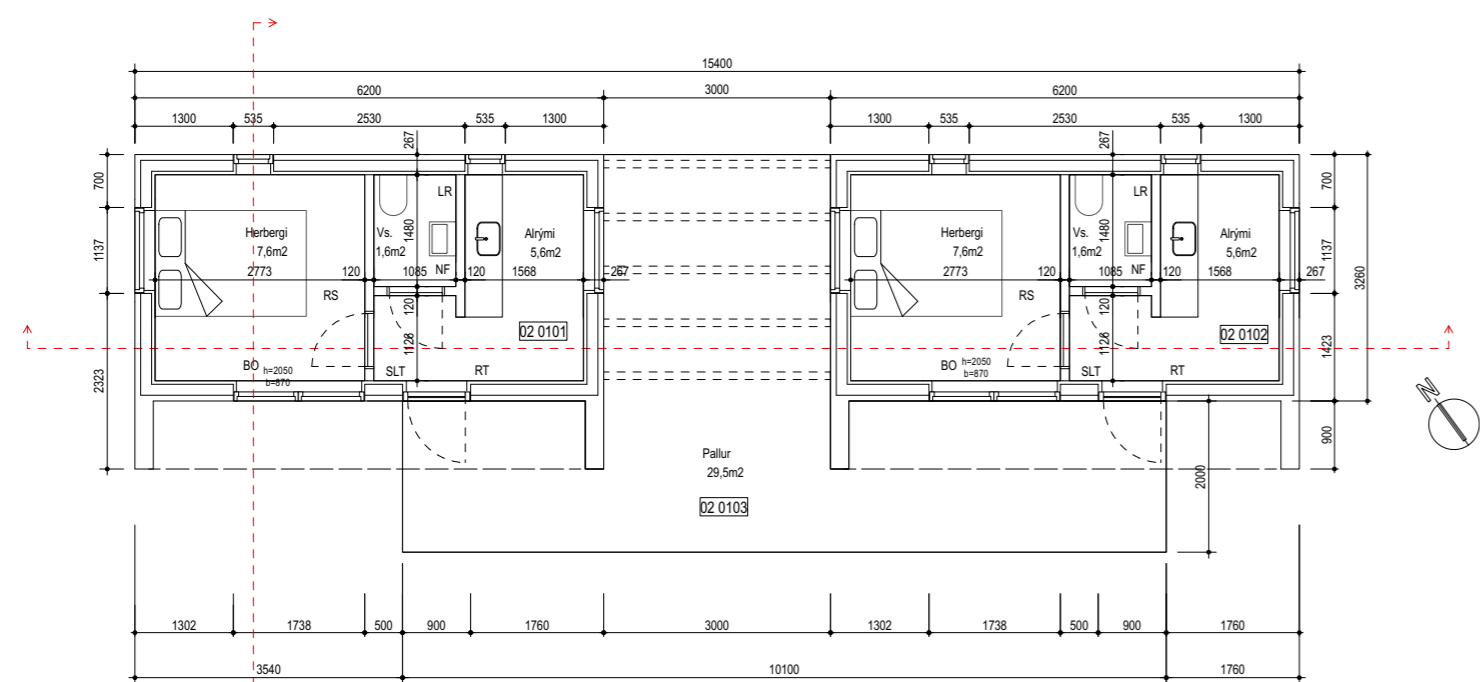 15400
6200 3000 6200
1300 535 2530 535 1300 1300 535 2530 535 1300
267 267
700 700
LR LR
Herbergi Vs. Alrými Herbergi Vs. Alrými
7,6m2 1,6m2 1480 5,6m2 7,6m2 1,6m2 1480 5,6m2
1137 1137
3260
2773 120 1085 NF 120 1568 267 2773 120 1085 NF 120 1568 267
RS 120 RS 120
02 0101 02 0102
1126 1126 1423
BO h=2050 SLT RT BO h=2050 SLT RT
b=870 b=870
2323
N
900
Pallur
29,5m2
2000
02 0103
1302 1738 500 900 1760 3000 1302 1738 500 900 1760
3540 10100 1760